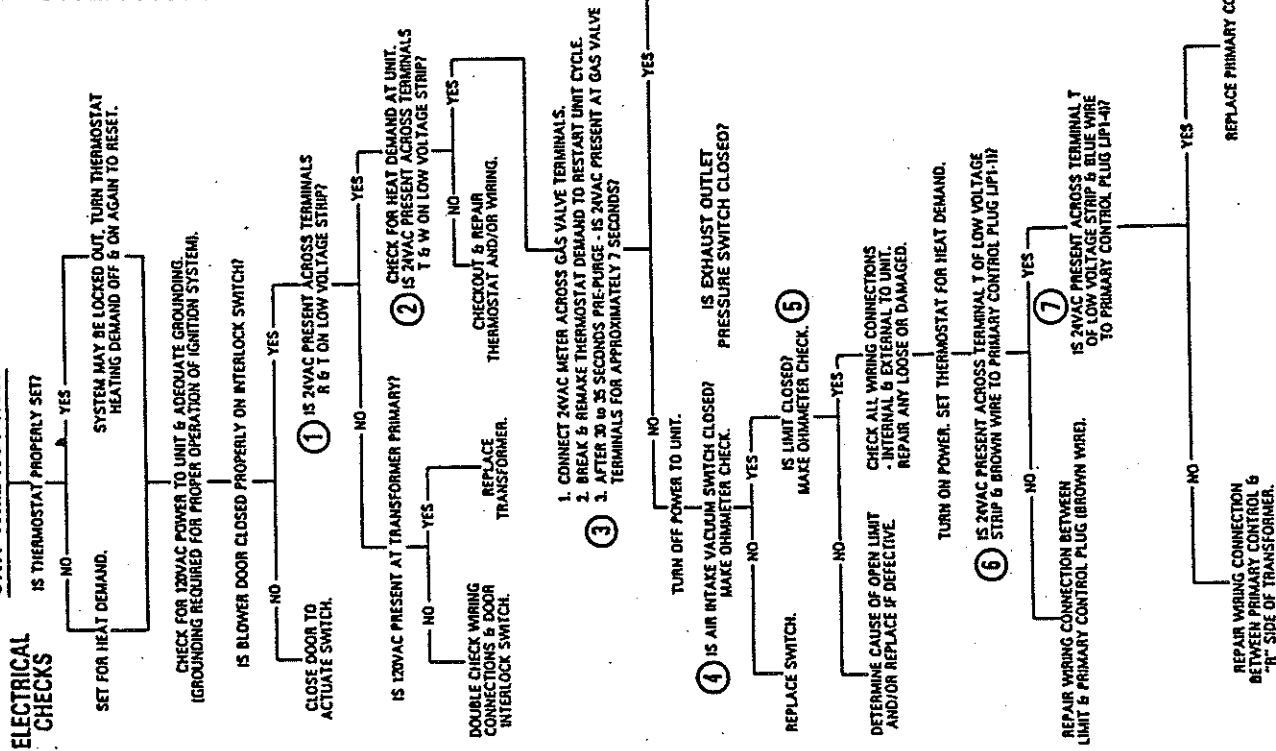 ELECTRICAL
CHECKS
IS THERMOSTAT PROPERLY SET?
NO
YES
SET FOR HEAT DEMAND.
SYSTEM MAY BE LOCKED OUT, TURN THERMOSTAT
HEATING DEMAND OFF & ON AGAIN TO RESET.
CHECK FOR 120VAC POWER TO UNIT & ADEQUATE GROUNDING.
(GROUNDING REQUIRED FOR PROPER OPERATION OF IGNITION SYSTEM).
IS BLOWER DOOR CLOSED PROPERLY ON INTERLOCK SWITCH?
NO
YES
CLOSE DOOR TO
ACTUATE SWITCH.
1 IS 24VAC PRESENT ACROSS TERMINALS
R & T ON LOW VOLTAGE STRIP?
NO
YES
IS 120VAC PRESENT AT TRANSFORMER PRIMARY?
NO
YES
DOUBLE CHECK WIRING
CONNECTIONS & DOOR
INTERLOCK SWITCH.
REPLACE
TRANSFORMER.
CHECK FOR HEAT DEMAND AT UNIT.
2 IS 24VAC PRESENT ACROSS TERMINALS
T & W ON LOW VOLTAGE STRIP?
NO
YES
CHECKOUT & REPAIR
THERMOSTAT AND/OR WIRING.
1. CONNECT 24VAC METER ACROSS GAS VALVE TERMINALS.
2. BREAK & REMAKE THERMOSTAT DEMAND TO RESTART UNIT CYCLE.
3 3. AFTER 30 to 35 SECONDS PRE-PURGE - IS 24VAC PRESENT AT GAS VALVE
TERMINALS FOR APPROXIMATELY 7 SECONDS?
NO
YES
TURN OFF POWER TO UNIT.
4 IS AIR INTAKE VACUUM SWITCH CLOSED?
MAKE OHMMETER CHECK.
IS EXHAUST OUTLET
PRESSURE SWITCH CLOSED?
NO
YES
REPLACE SWITCH.
IS LIMIT CLOSED?
MAKE OHMMETER CHECK. 5
NO
YES
DETERMINE CAUSE OF OPEN LIMIT
AND/OR REPLACE IF DEFECTIVE.
CHECK ALL WIRING CONNECTIONS
- INTERNAL & EXTERNAL TO UNIT.
REPAIR ANY LOOSE OR DAMAGED.
TURN ON POWER. SET THERMOSTAT FOR HEAT DEMAND.
6 IS 24VAC PRESENT ACROSS TERMINAL T OF LOW VOLTAGE
STRIP & BROWN WIRE TO PRIMARY CONTROL PLUG (JP1-1)?
NO
YES
REPAIR WIRING CONNECTION BETWEEN
LIMIT & PRIMARY CONTROL PLUG (BROWN WIRE).
7
IS 24VAC PRESENT ACROSS TERMINAL T
OF LOW VOLTAGE STRIP & BLUE WIRE
TO PRIMARY CONTROL PLUG (JP1-4)?
NO
YES
REPAIR WIRING CONNECTION
BETWEEN PRIMARY CONTROL &
"R" SIDE OF TRANSFORMER.
REPLACE PRIMARY CO